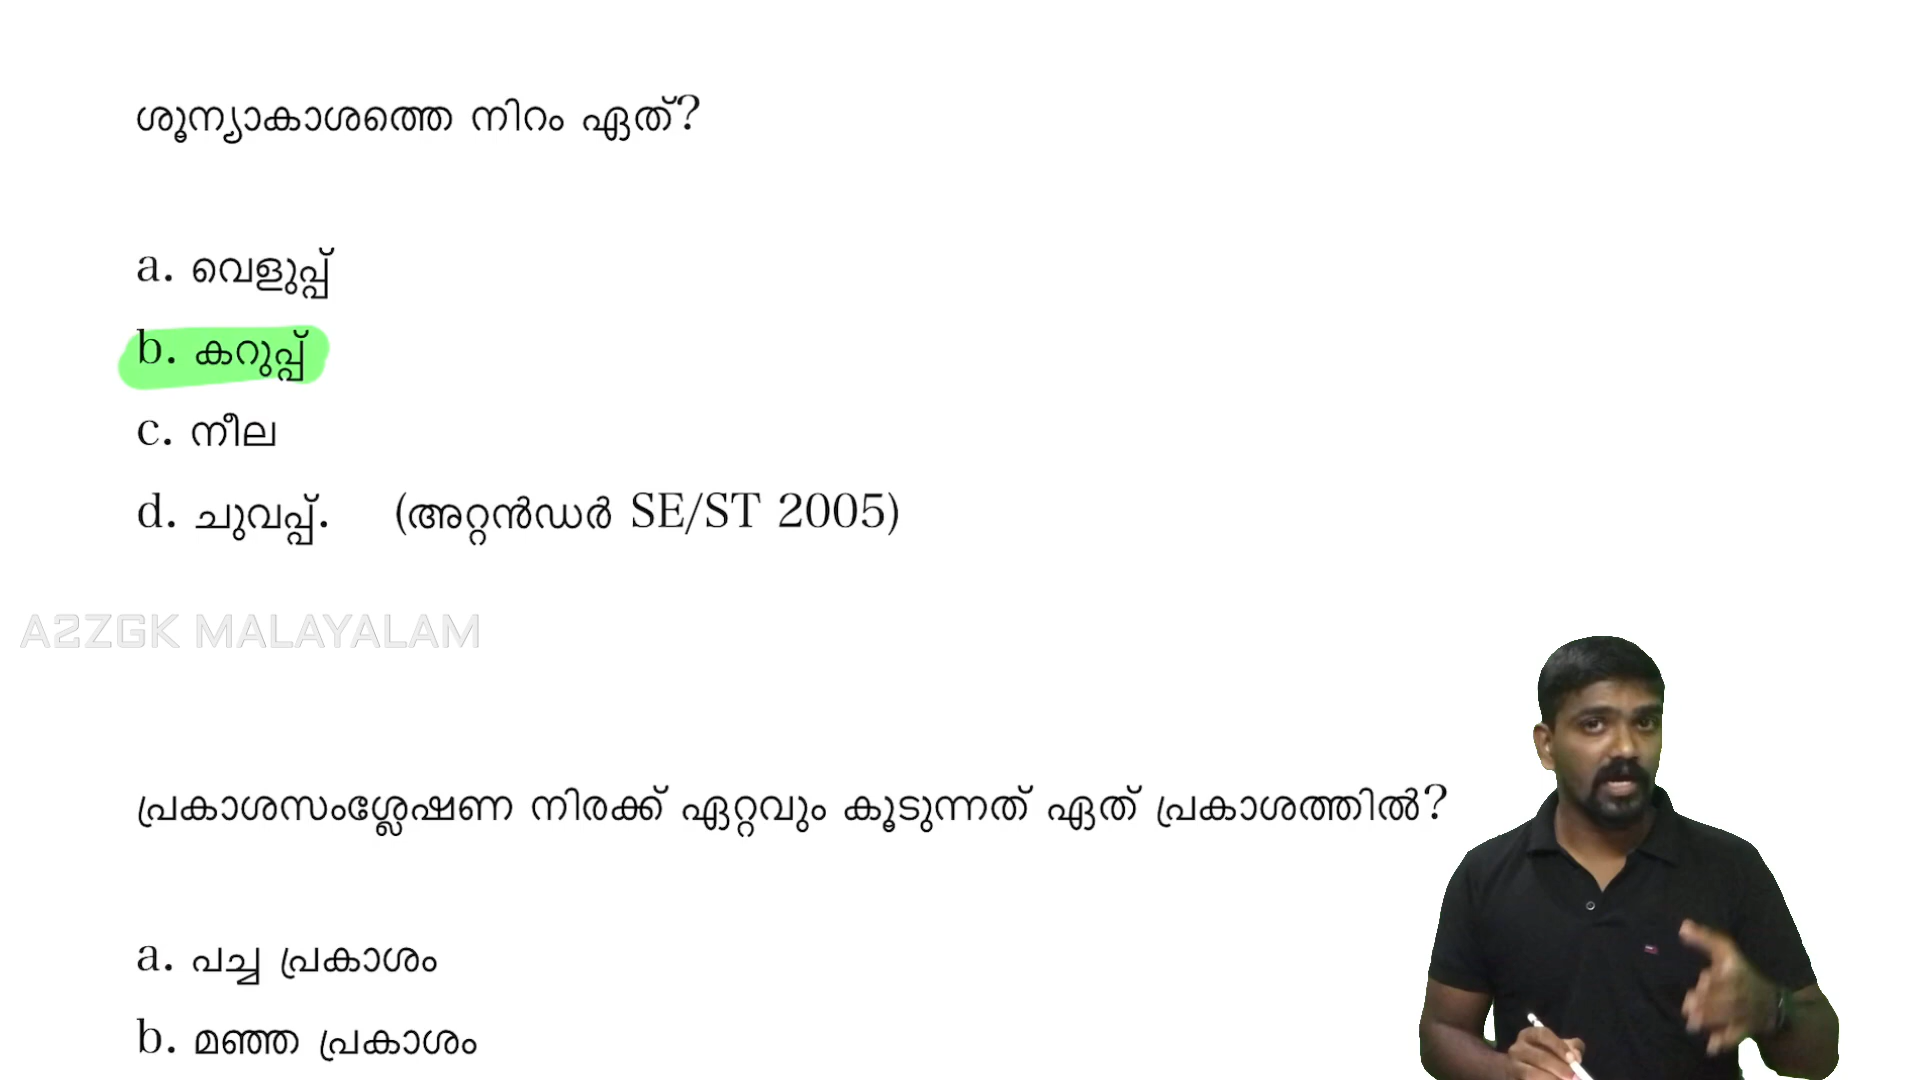 ശൂന്യാകാശത്തെ നിറം ഏത്?
a. വെളുപ്പ്
b. കറുപ്പ്
c. നീല
d. ചുവപ്പ്. (അറ്റൻഡർ SE/ST 2005)
A2ZGK MALAYALAM
പ്രകാശസംശ്ലേഷണ നിരക്ക് ഏറ്റവും കൂടുന്നത് ഏത് പ്രകാശത്തിൽ?
a. പച്ച പ്രകാശം
b. മഞ്ഞ പ്രകാശം